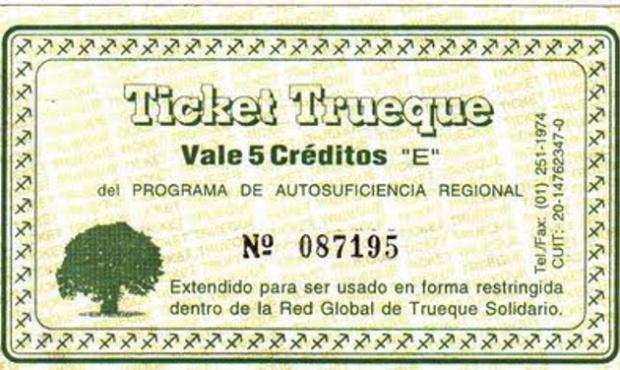 Ticket Trueque
Vale 5 Créditos "E"
del PROGRAMA DE AUTOSUFICIENCIA REGIONAL
Nº 087195
Extendido para ser usado en forma restringida
dentro de la Red Global de Trueque Solidario.
Tel./Fax: (01) 251-1974
CUIT: 20-14762347-0